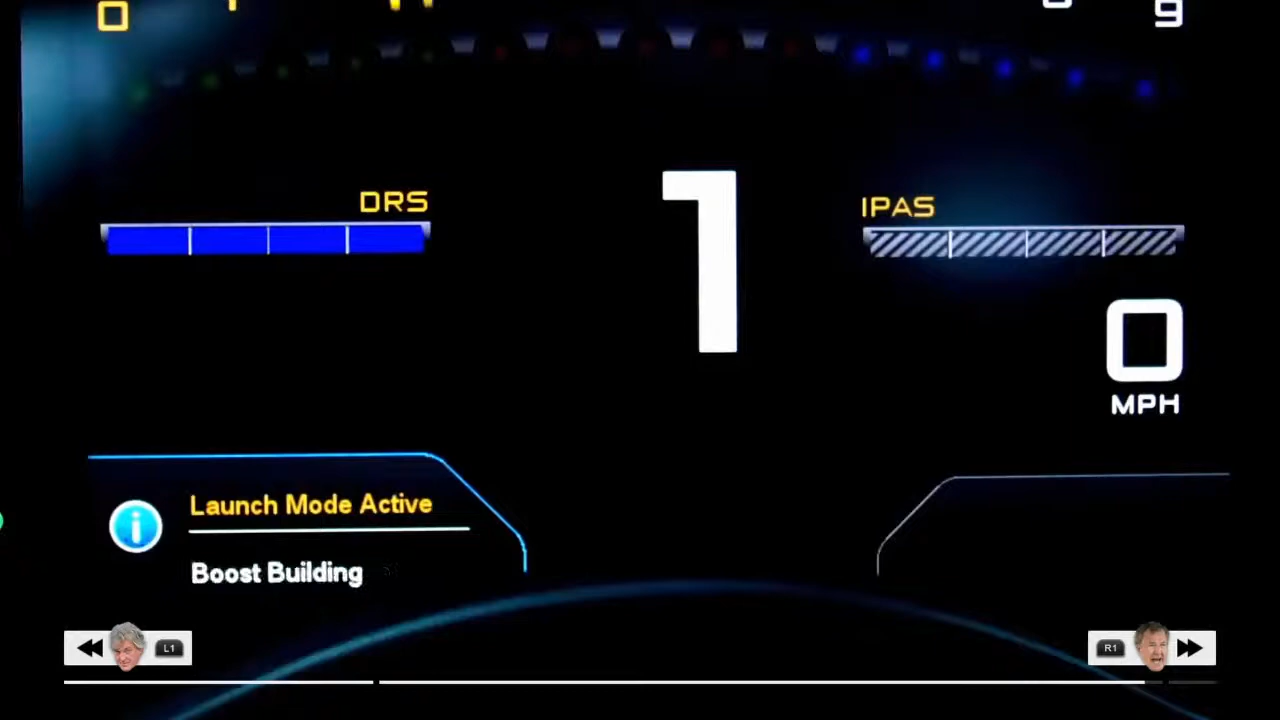 DRS
1
IPAS
0
MPH
Launch Mode Active
Boost Building
L1
R1